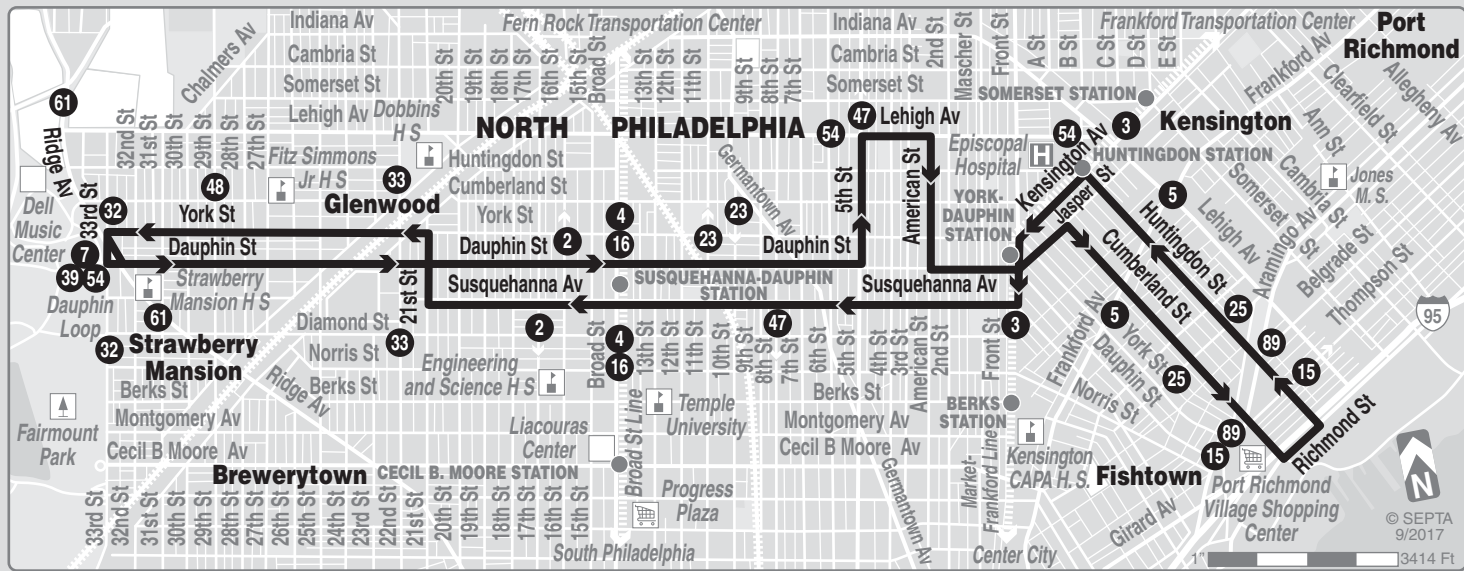 Indiana Av
Fern Rock Transportation Center
Indiana Av
2nd St
Mascher St
Front St
A St
B St
C St
D St
E St
Frankford Transportation Center
Port
Richmond
Chalmers Av
Cambria St
Somerset St
Lehigh Av
Dobbins
H S
20th St
19th St
18th St
17th St
16th St
15th St
Broad St
13th St
12th St
11th St
9th St
8th St
7th St
Cambria St
Somerset St
Frankford Av
Clearfield St
Allegheny Av
SOMERSET STATION
61
Ridge Av
32nd St
31st St
30th St
29th St
28th St
27th St
NORTH PHILADELPHIA
54
47
Lehigh Av
Episcopal
Hospital
H
54
3
Kensington
Ann St
Fitz Simmons
Jr H S
Huntingdon St
Cumberland St
York St
Germantown Av
HUNTINGDON STATION
Kensington Av
Jasper St
Cambria St
Somerset St
Lehigh Av
Jones
M. S.
Dell
Music
Center
33rd St
32
48
33
Glenwood
York St
Dauphin St
4
16
23
23
5th St
American St
YORK-
DAUPHIN
STATION
5
Huntingdon St
Aramingo Av
Belgrade St
Thompson St
7
39
54
Dauphin
Loop
Strawberry
Mansion H S
Dauphin St
2
Dauphin St
SUSQUEHANNA-DAUPHIN
STATION
Cumberland St
25
95
61
21st St
Susquehanna Av
Susquehanna Av
32
Strawberry
Mansion
Diamond St
Norris St
Berks St
33
2
Broad St
4
16
13th St
12th St
11th St
10th St
9th St
8th St
47
7th St
6th St
5th St
4th St
3rd St
2nd St
American St
Front St
3
Frankford Av
5
York St
Dauphin St
Norris St
25
89
15
Engineering
and Science H S
Berks St
Montgomery Av
Cecil B Moore Av
Ridge Av
Fairmount
Park
Liacouras
Center
Broad St Line
Temple
University
Berks St
Montgomery Av
Cecil B Moore Av
BERKS
STATION
Kensington
CAPA H. S.
89
15
Richmond St
Brewerytown
CECIL B. MOORE STATION
Progress
Plaza
Germantown Av
Market-
Frankford Line
Fishtown
Port Richmond
Village Shopping
Center
Girard Av
N
33rd St
32nd St
31st St
30th St
29th St
28th St
27th St
26th St
25th St
24th St
23rd St
22nd St
21st St
20th St
19th St
18th St
17th St
16th St
15th St
South Philadelphia
Center City
© SEPTA
9/2017
1"
3414 Ft